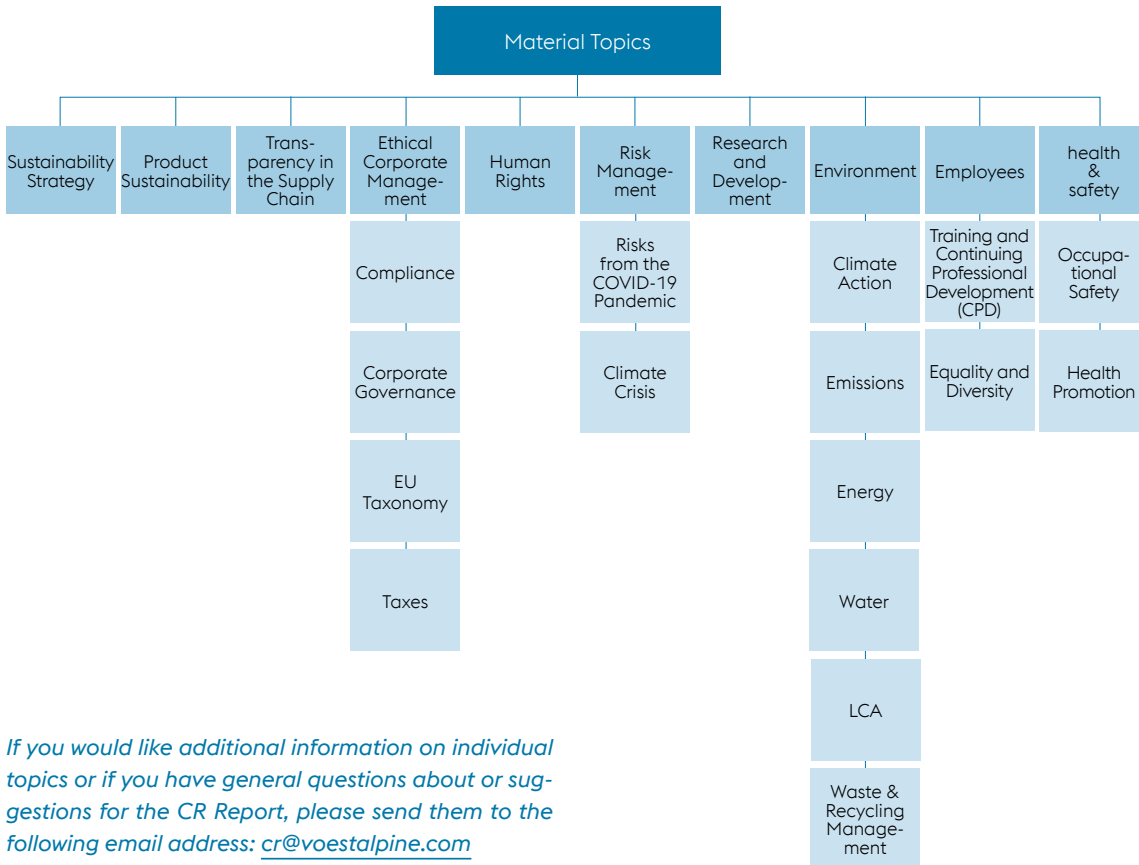 Material Topics
Sustainability
Strategy
Product
Sustainability
Trans-
parency in
the Supply
Chain
Ethical
Corporate
Manage-
ment
Human
Rights
Risk
Manage-
ment
Research
and
Develop-
ment
Environment
Employees
health
&
safety
Compliance
Corporate
Governance
EU
Taxonomy
Taxes
Risks
from the
COVID-19
Pandemic
Climate
Crisis
Climate
Action
Emissions
Energy
Water
LCA
Waste &
Recycling
Manage-
ment
Training and
Continuing
Professional
Development
(CPD)
Equality and
Diversity
Occupa-
tional
Safety
Health
Promotion
If you would like additional information on individual
topics or if you have general questions about or sug-
gestions for the CR Report, please send them to the
following email address: cr@voestalpine.com